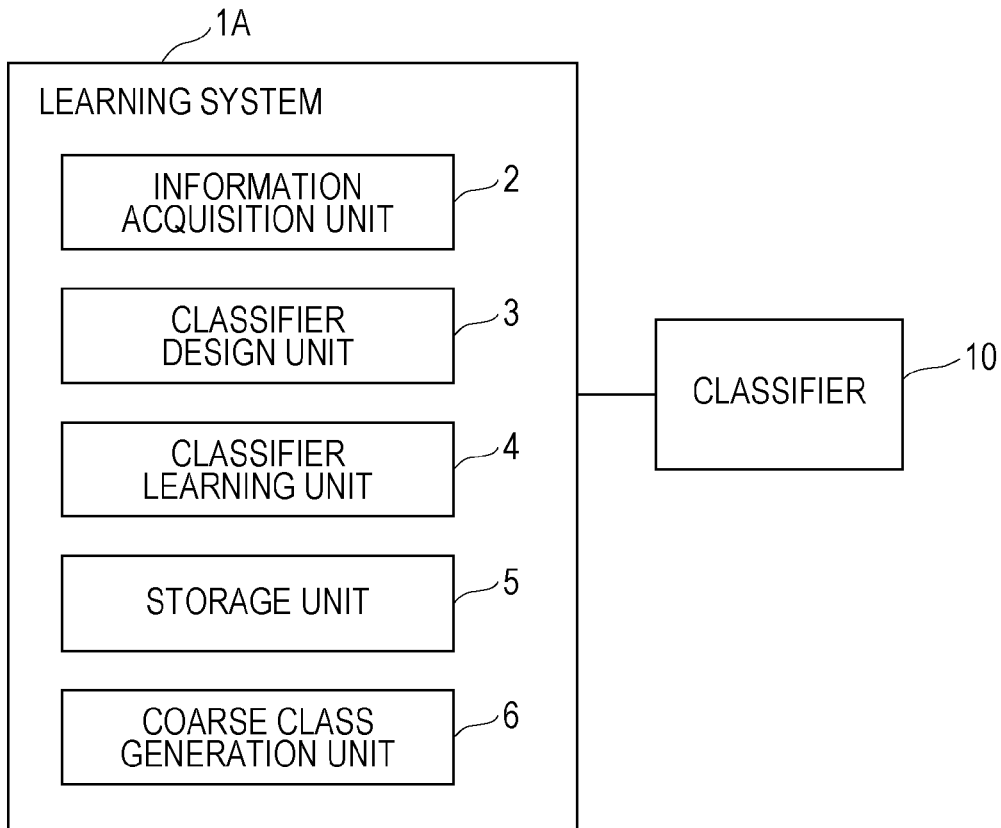 1A
LEARNING SYSTEM
INFORMATION
ACQUISITION UNIT
2
CLASSIFIER
DESIGN UNIT
3
CLASSIFIER
LEARNING UNIT
4
STORAGE UNIT
5
COARSE CLASS
GENERATION UNIT
6
CLASSIFIER
10